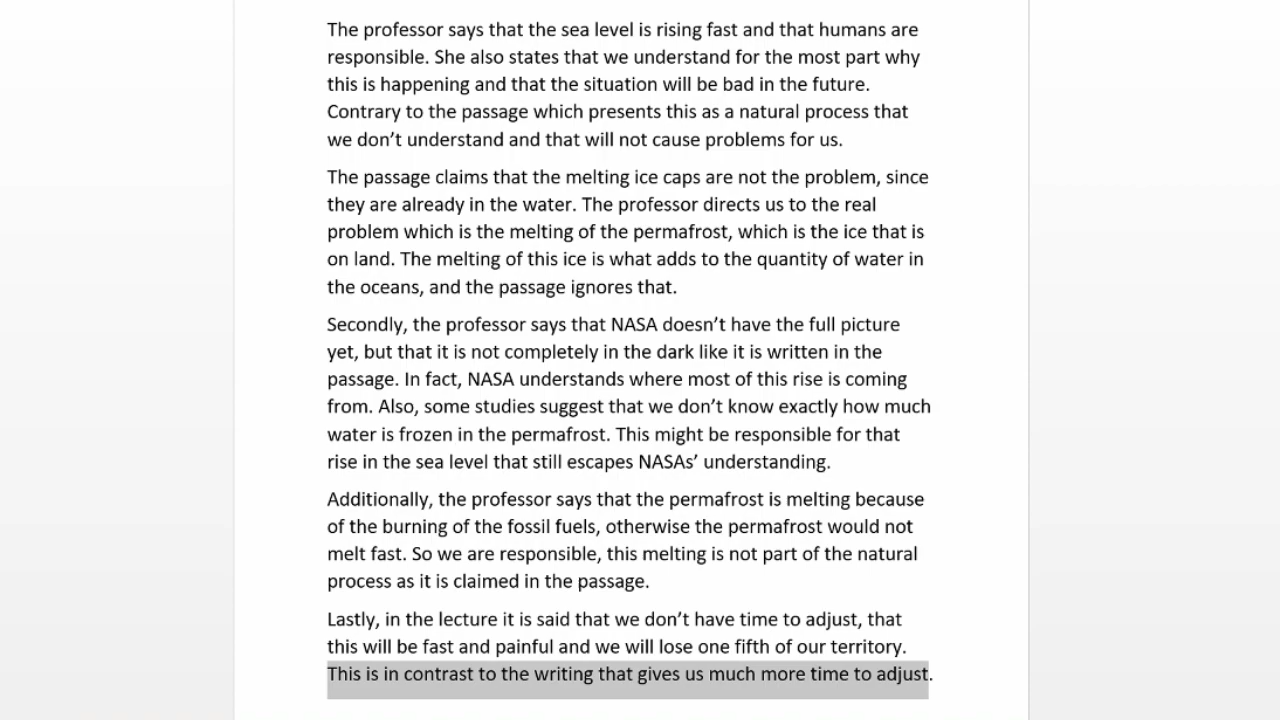 The professor says that the sea level is rising fast and that humans are
responsible. She also states that we understand for the most part why
this is happening and that the situation will be bad in the future.
Contrary to the passage which presents this as a natural process that
we don’t understand and that will not cause problems for us.
The passage claims that the melting ice caps are not the problem, since
they are already in the water. The professor directs us to the real
problem which is the melting of the permafrost, which is the ice that is
on land. The melting of this ice is what adds to the quantity of water in
the oceans, and the passage ignores that.
Secondly, the professor says that NASA doesn’t have the full picture
yet, but that it is not completely in the dark like it is written in the
passage. In fact, NASA understands where most of this rise is coming
from. Also, some studies suggest that we don’t know exactly how much
water is frozen in the permafrost. This might be responsible for that
rise in the sea level that still escapes NASAs’ understanding.
Additionally, the professor says that the permafrost is melting because
of the burning of the fossil fuels, otherwise the permafrost would not
melt fast. So we are responsible, this melting is not part of the natural
process as it is claimed in the passage.
Lastly, in the lecture it is said that we don’t have time to adjust, that
this will be fast and painful and we will lose one fifth of our territory.
This is in contrast to the writing that gives us much more time to adjust.